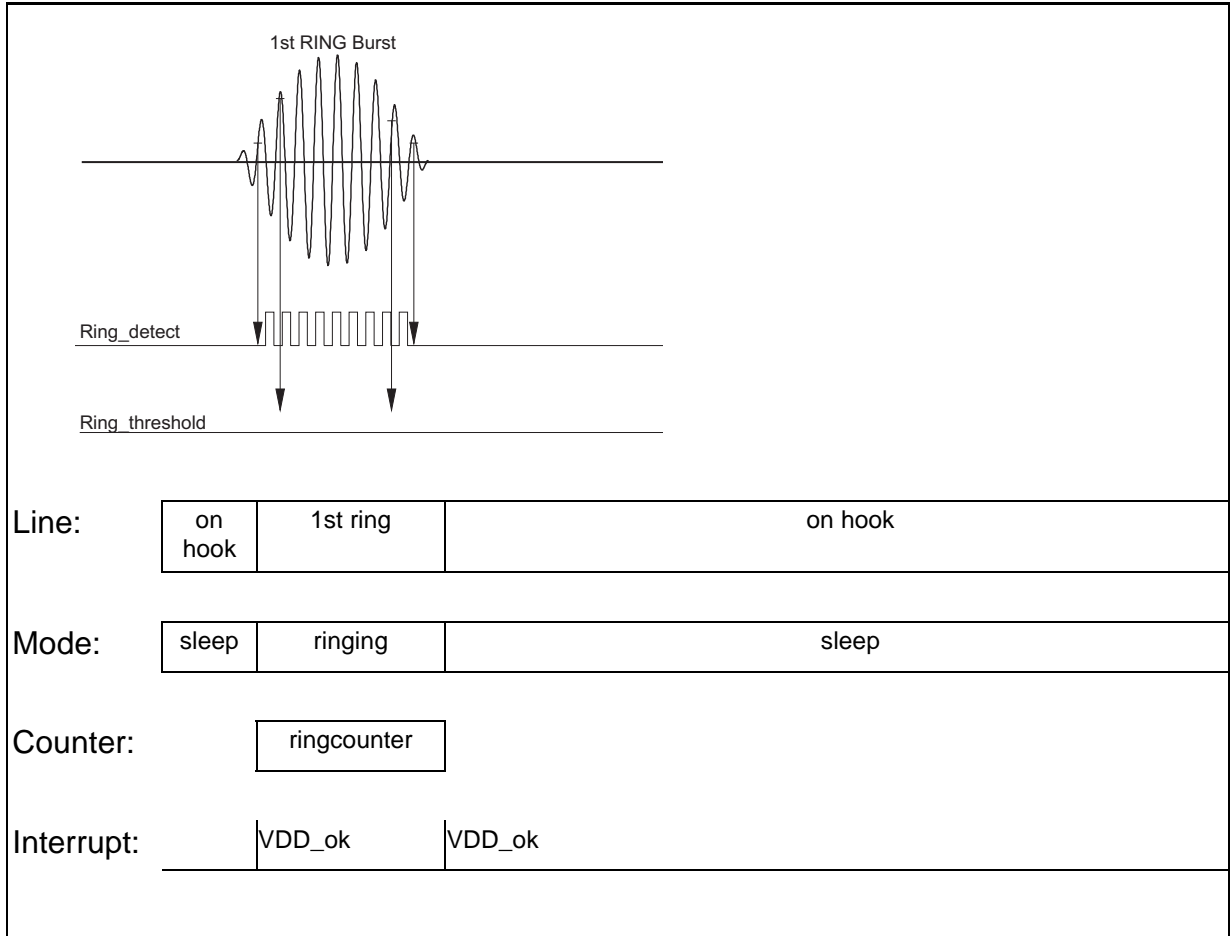 1st RING Burst
Ring_detect
Ring_threshold
Line:
on
hook
1st ring
on hook
Mode:
sleep
ringing
sleep
Counter:
ringcounter
Interrupt:
VDD_ok
VDD_ok